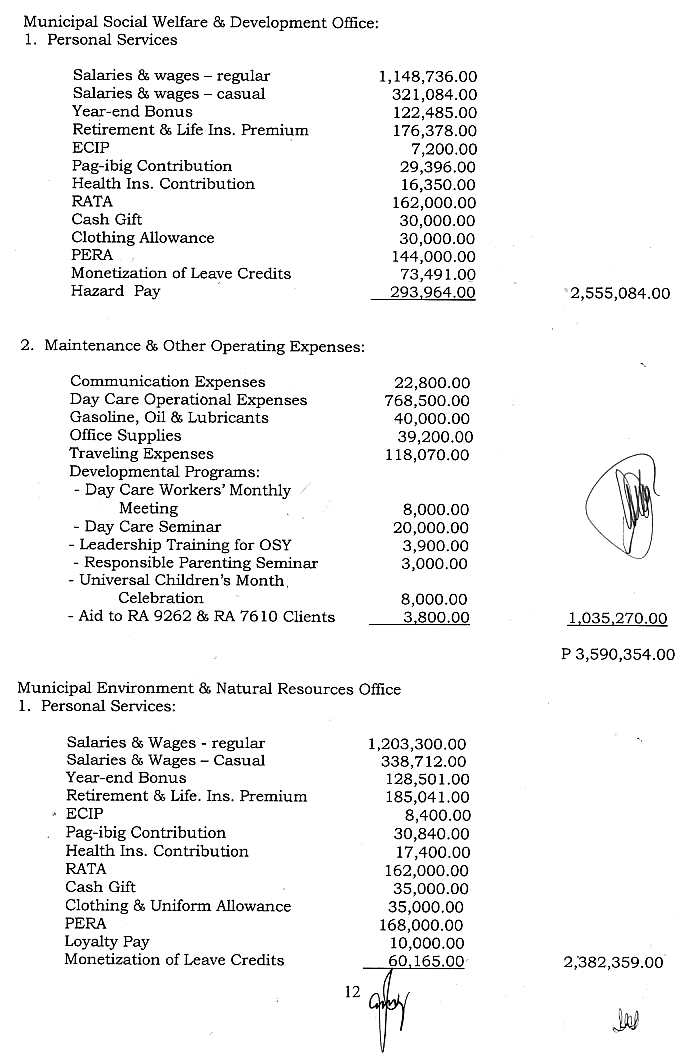 Municipal Social Welfare & Development Office:
1. Personal Services
Salaries & wages – regular 1,148,736.00
Salaries & wages – casual 321,084.00
Year-end Bonus 122,485.00
Retirement & Life Ins. Premium 176,378.00
ECIP 7,200.00
Pag-ibig Contribution 29,396.00
Health Ins. Contribution 16,350.00
RATA 162,000.00
Cash Gift 30,000.00
Clothing Allowance 30,000.00
PERA 144,000.00
Monetization of Leave Credits 73,491.00
Hazard Pay 293,964.00 2,555,084.00
2. Maintenance & Other Operating Expenses:
Communication Expenses 22,800.00
Day Care Operational Expenses 768,500.00
Gasoline, Oil & Lubricants 40,000.00
Office Supplies 39,200.00
Traveling Expenses 118,070.00
Developmental Programs:
- Day Care Workers' Monthly
Meeting 8,000.00
- Day Care Seminar 20,000.00
- Leadership Training for OSY 3,900.00
- Responsible Parenting Seminar 3,000.00
- Universal Children's Month
Celebration 8,000.00
- Aid to RA 9262 & RA 7610 Clients 3,800.00 1,035,270.00
P 3,590,354.00
Municipal Environment & Natural Resources Office
1. Personal Services:
Salaries & Wages - regular 1,203,300.00
Salaries & Wages – Casual 338,712.00
Year-end Bonus 128,501.00
Retirement & Life. Ins. Premium 185,041.00
ECIP 8,400.00
Pag-ibig Contribution 30,840.00
Health Ins. Contribution 17,400.00
RATA 162,000.00
Cash Gift 35,000.00
Clothing & Uniform Allowance 35,000.00
PERA 168,000.00
Loyalty Pay 10,000.00
Monetization of Leave Credits 60,165.00 2,382,359.00
12